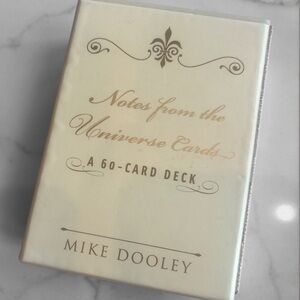 Notes from the
Universe Cards
A 60-CARD DECK
MIKE DOOLEY